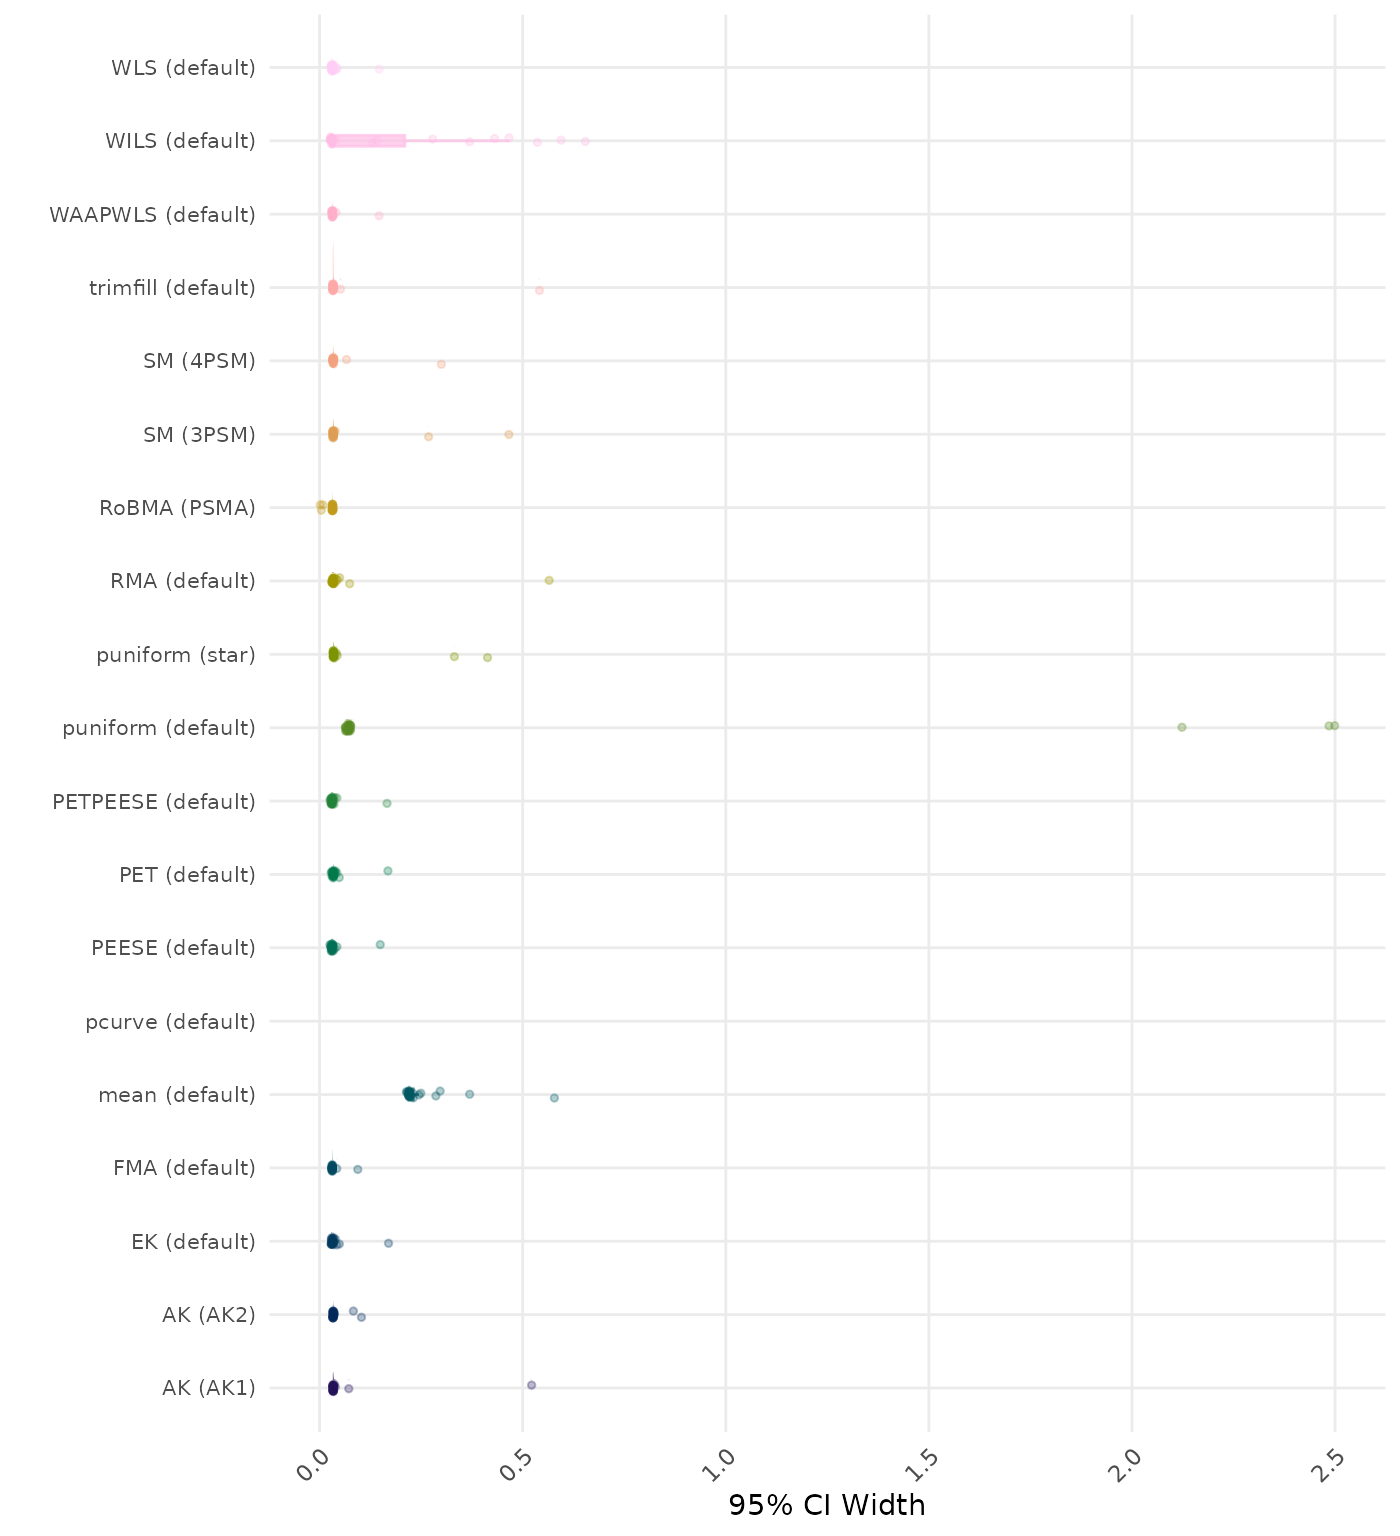 WLS (default)
WILS (default)
WAAPWLS (default)
trimfill (default)
SM (4PSM)
SM (3PSM)
RoBMA (PSMA)
RMA (default)
puniform (star)
puniform (default)
PETPEESE (default)
PET (default)
PEESE (default)
pcurve (default)
mean (default)
FMA (default)
EK (default)
AK (AK2)
AK (AK1)
0.0 0.5 1.0 1.5 2.0 2.5
95% CI Width